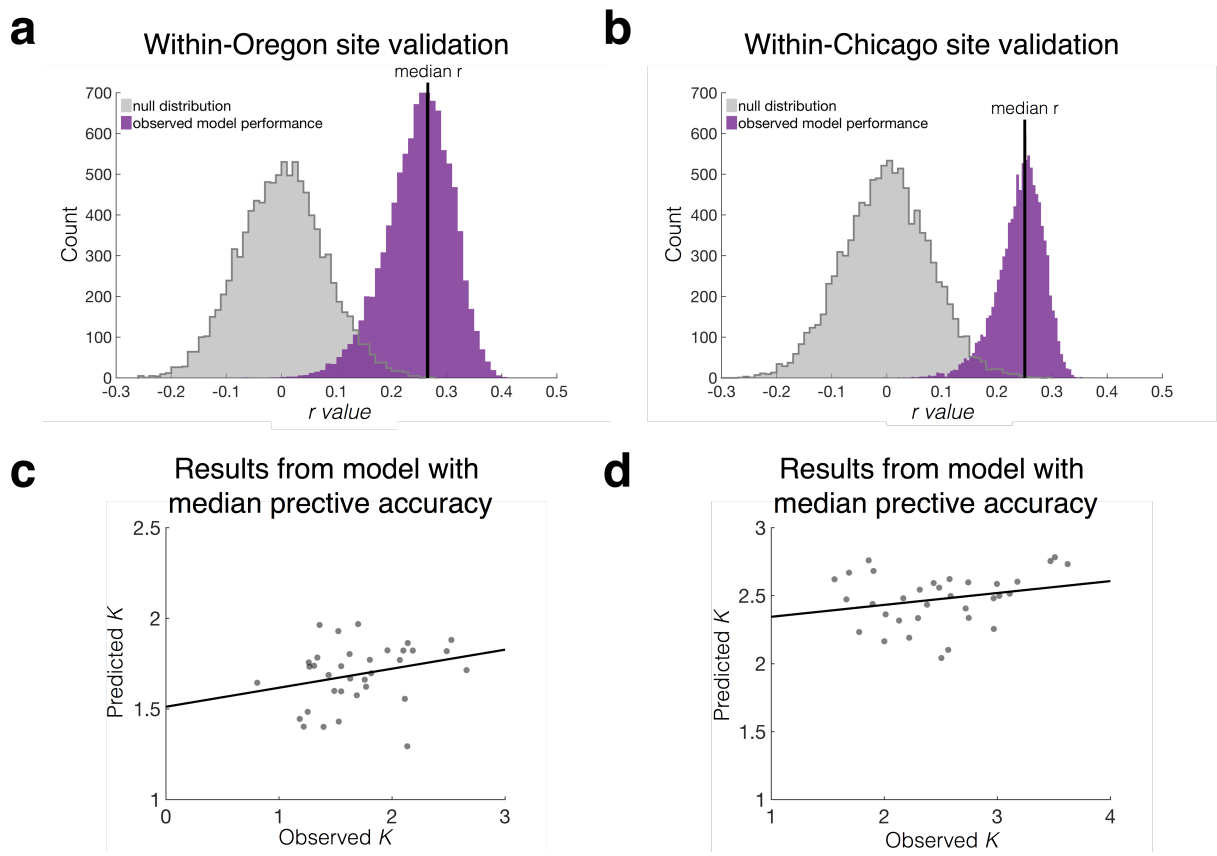 a
Within-Oregon site validation
median r
null distribution
observed model performance
700
600
500
400
300
200
100
0
Count
-0.3 -0.2 -0.1 0 0.1 0.2 0.3 0.4 0.5
r value
b
Within-Chicago site validation
median r
null distribution
observed model performance
700
600
500
400
300
200
100
0
Count
-0.3 -0.2 -0.1 0 0.1 0.2 0.3 0.4 0.5
r value
c
Results from model with
median prective accuracy
2.5
2
1.5
1
Predicted K
0 1 2 3
Observed K
d
Results from model with
median prective accuracy
3
2.5
2
1.5
1
Predicted K
1 2 3 4
Observed K